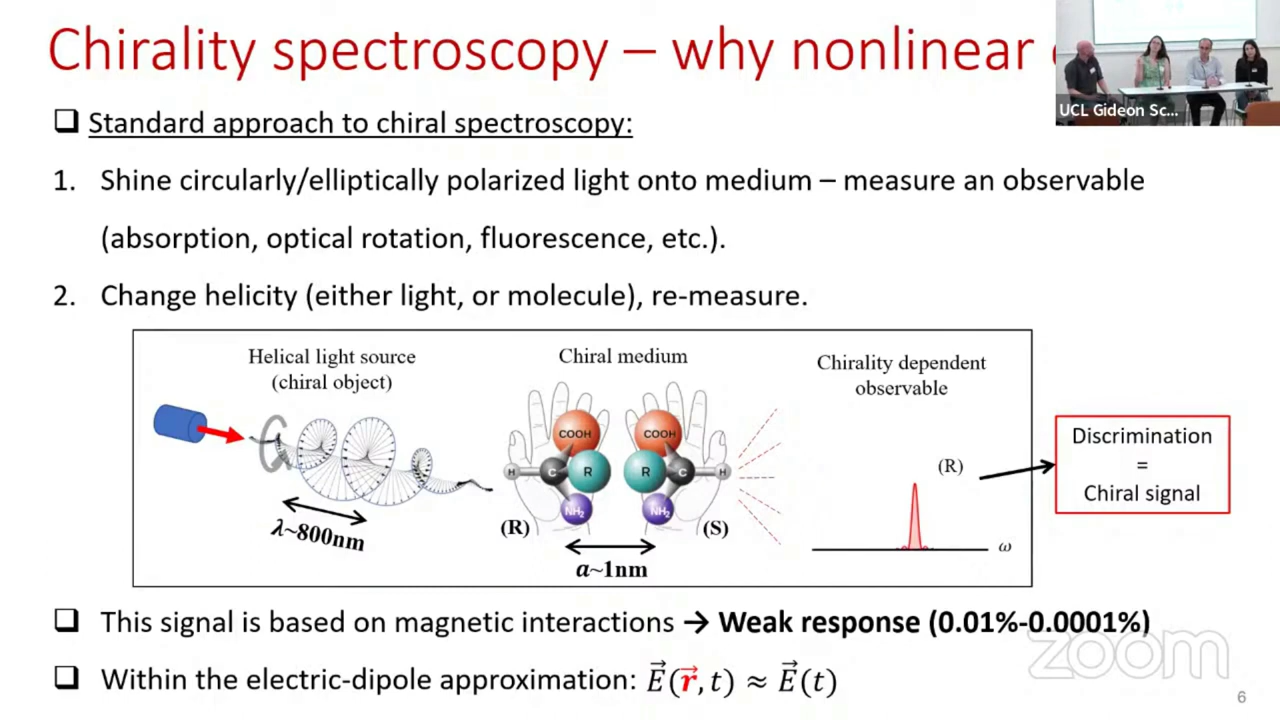 Chirality spectroscopy – why nonlinear
UCL Gideon Sc...
❑ Standard approach to chiral spectroscopy:
1. Shine circularly/elliptically polarized light onto medium – measure an observable
(absorption, optical rotation, fluorescence, etc.).
2. Change helicity (either light, or molecule), re-measure.
Helical light source
(chiral object)
λ~800nm
Chiral medium
COOH COOH
H C R R C H
NH₂ NH₂
(R) (S)
a~1nm
Chirality dependent
observable
(R)
ω
Discrimination
=
Chiral signal
❑ This signal is based on magnetic interactions → Weak response (0.01%-0.0001%)
❑ Within the electric-dipole approximation: E⃗(r⃗, t) ≈ E⃗(t)
zoom
6